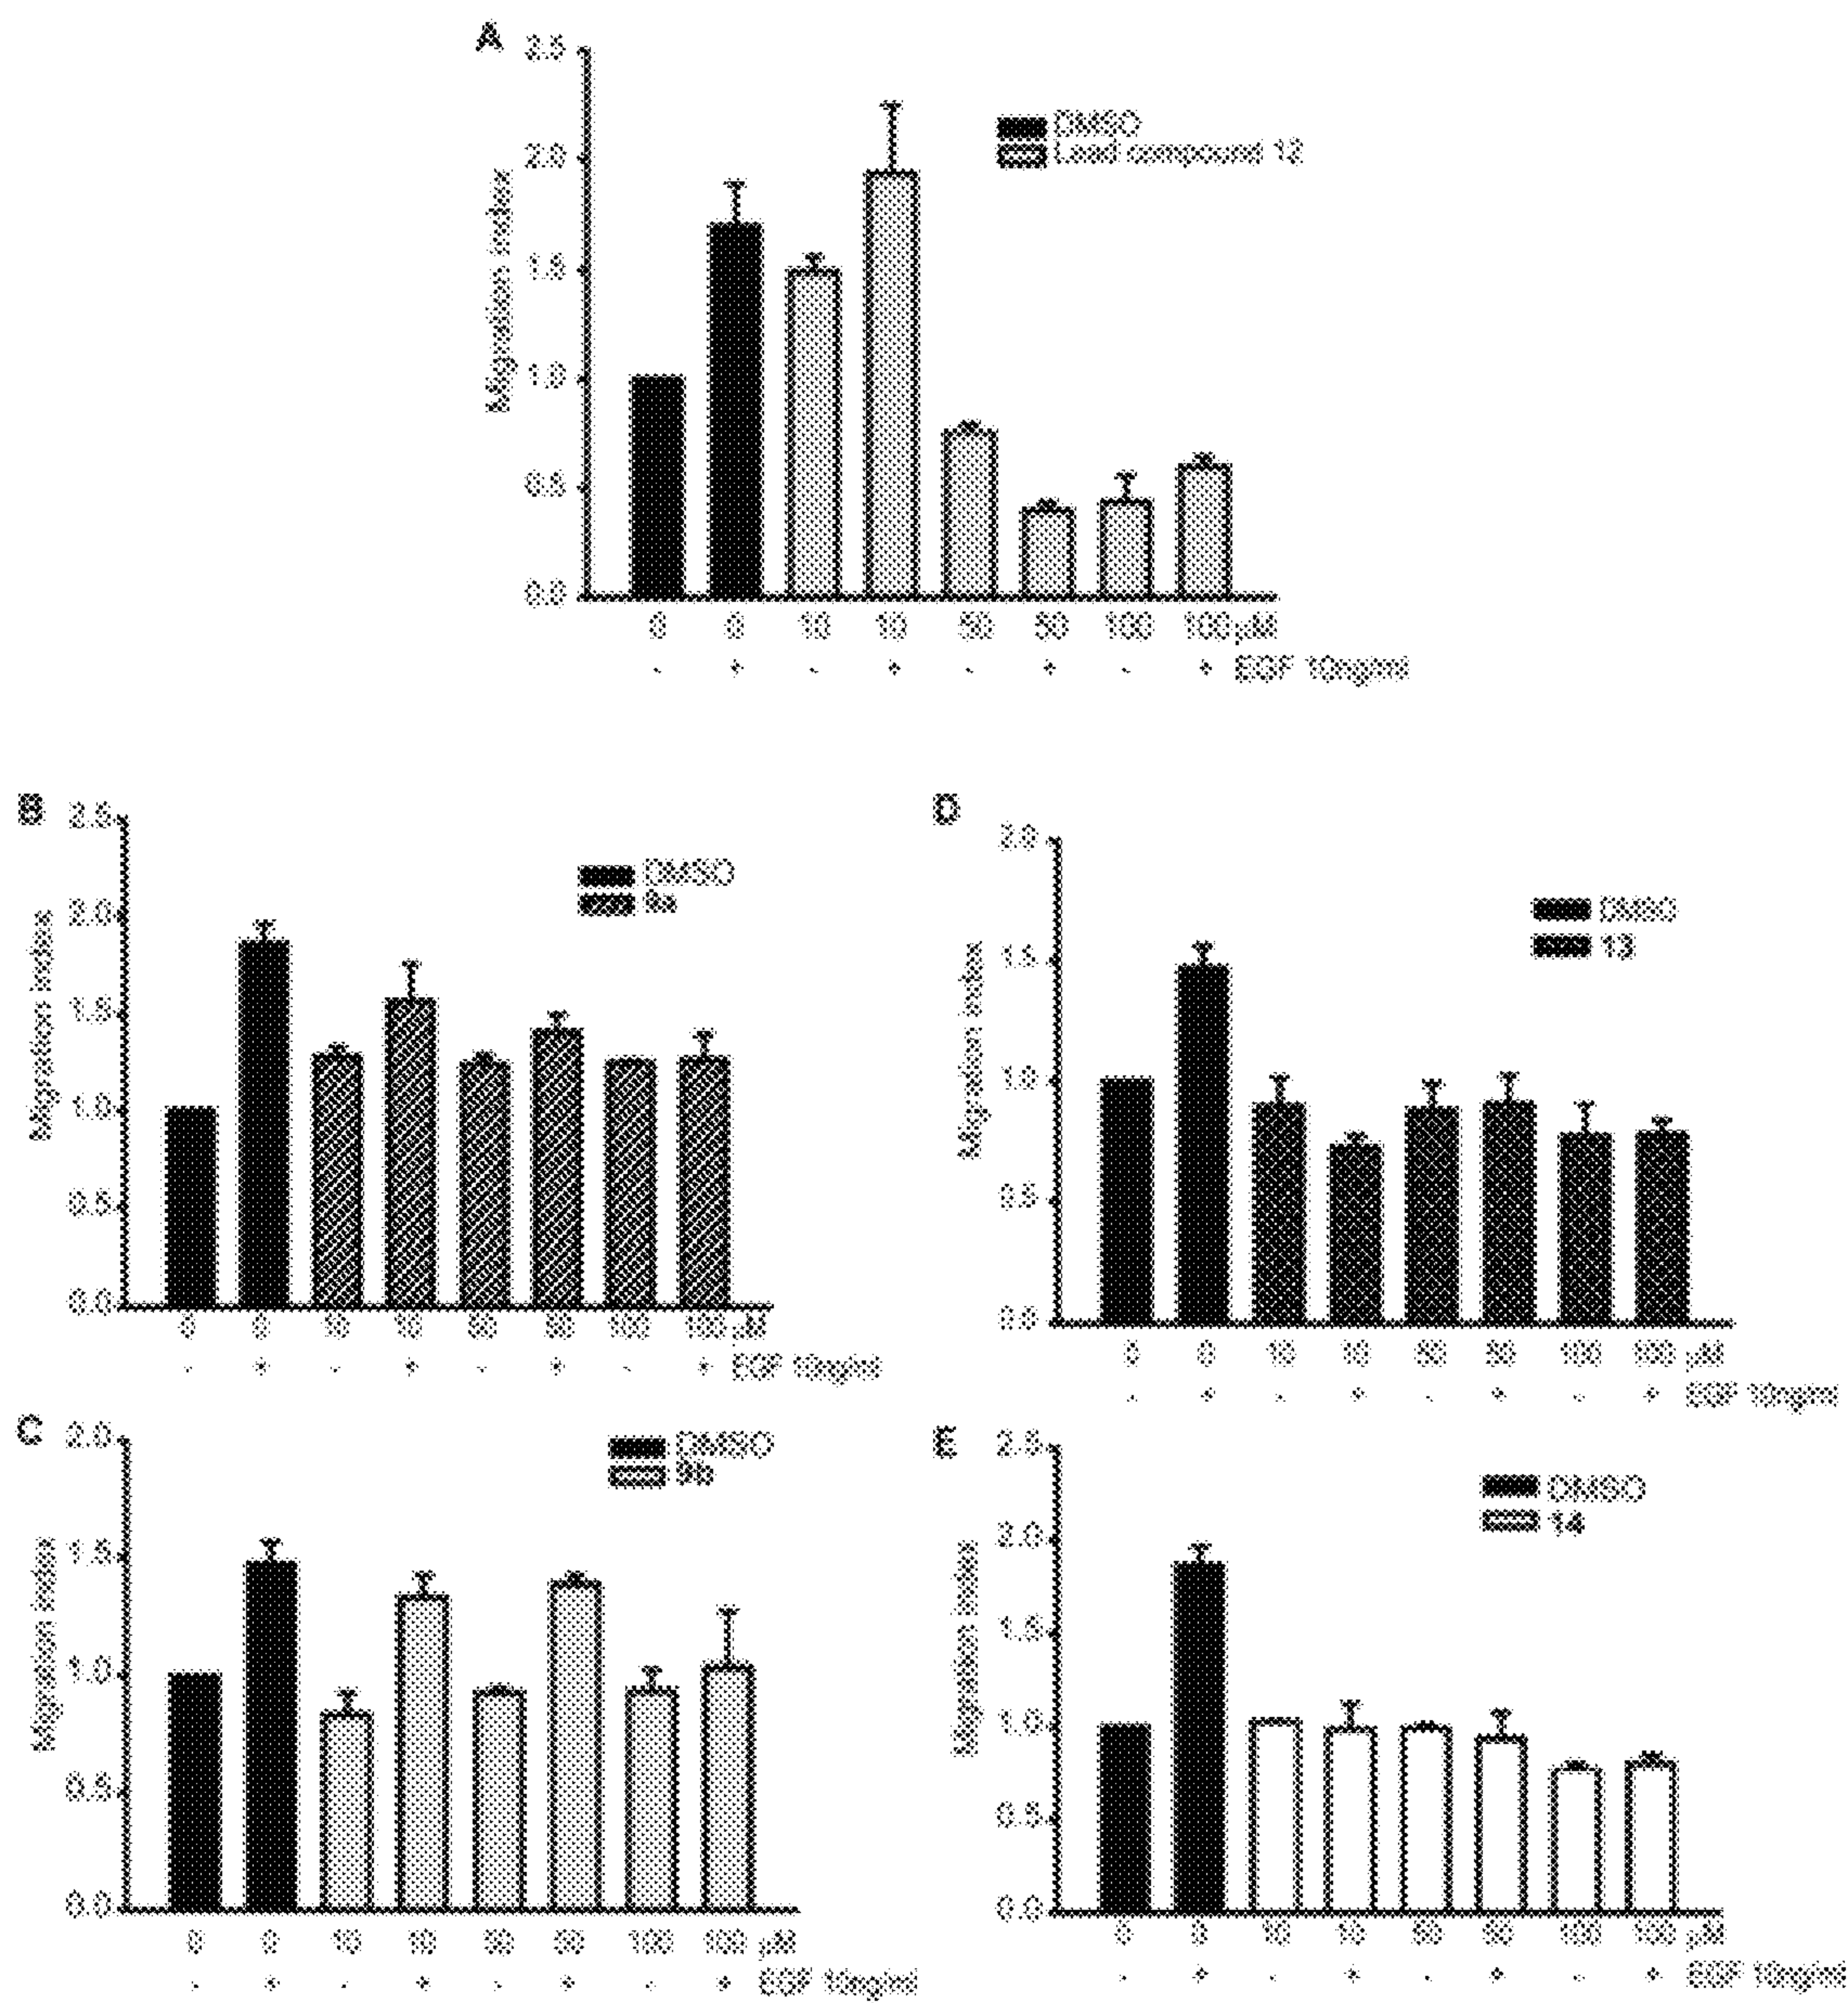 A
2.5
DMSO
Lead compound 12
2.0
1.5
1.0
0.5
0.0
Migration index
0 0 10 10 50 50 100 100 µM
- + - + - + - + EGF 10ng/ml
B
2.5
DMSO
2.0
1.5
1.0
0.5
0.0
Migration index
0 0 10 10 50 50 100 100 µM
- + - + - + - + EGF 10ng/ml
C
2.0
DMSO
9b
1.5
1.0
0.5
0.0
Migration index
0 0 10 10 50 50 100 100 µM
- + - + - + - + EGF 10ng/ml
D
2.0
DMSO
13
1.5
1.0
0.5
0.0
Migration index
0 0 10 10 50 50 100 100 µM
- + - + - + - + EGF 10ng/ml
E
2.5
DMSO
14
2.0
1.5
1.0
0.5
0.0
Migration index
0 0 10 10 50 50 100 100 µM
- + - + - + - + EGF 10ng/ml